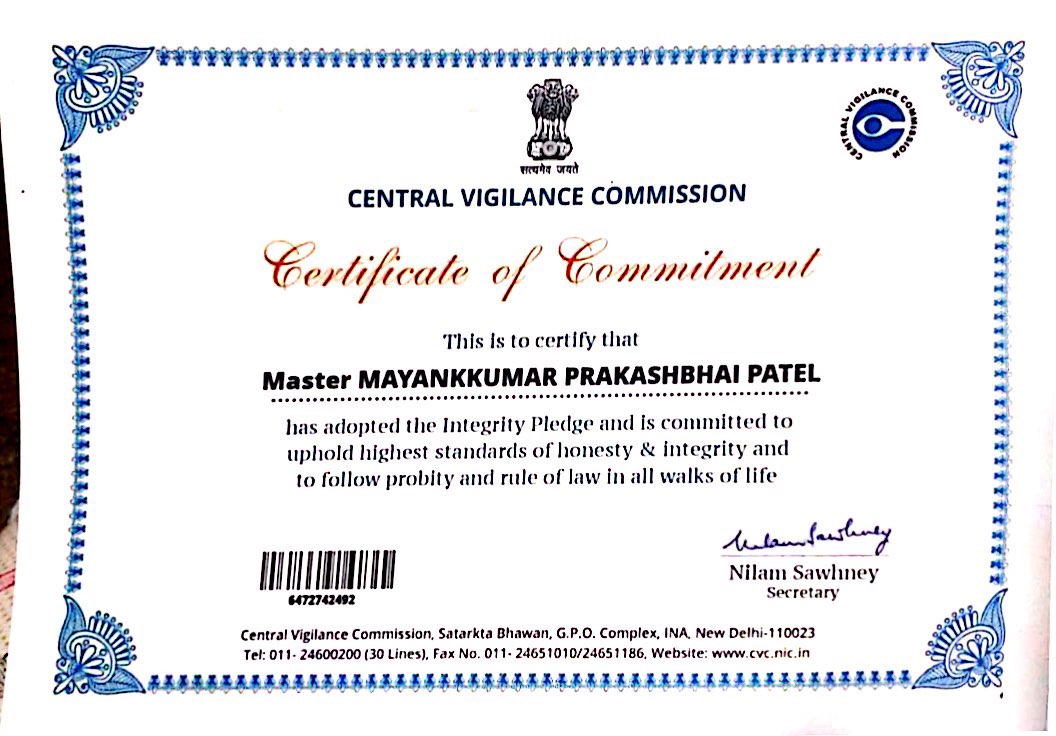 सत्यमेव जयते
CENTRAL VIGILANCE COMMISSION
CENTRAL VIGILANCE COMMISSION
Certificate of Commitment
This is to certify that
Master MAYANKKUMAR PRAKASHBHAI PATEL
has adopted the Integrity Pledge and is committed to
uphold highest standards of honesty & integrity and
to follow probity and rule of law in all walks of life
Nilam Sawhney
Nilam Sawhney
Secretary
6472742492
Central Vigilance Commission, Satarkta Bhawan, G.P.O. Complex, INA, New Delhi-110023
Tel: 011- 24600200 (30 Lines), Fax No. 011- 24651010/24651186, Website: www.cvc.nic.in